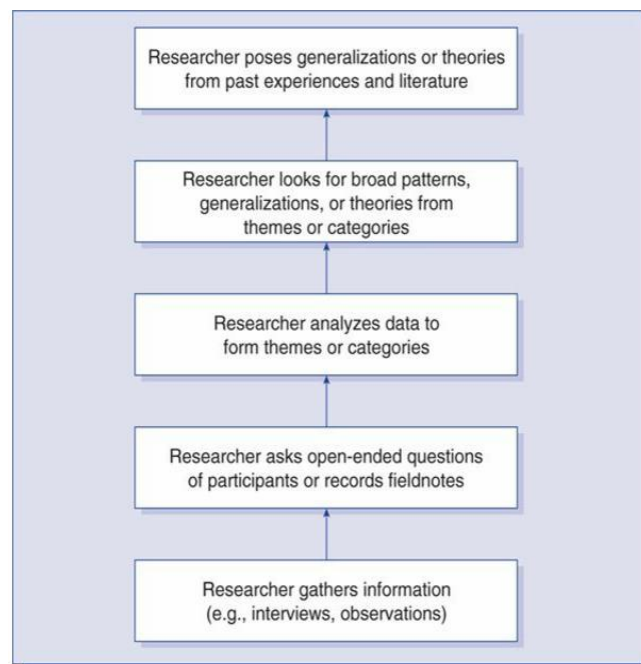 Researcher poses generalizations or theories
from past experiences and literature
Researcher looks for broad patterns,
generalizations, or theories from
themes or categories
Researcher analyzes data to
form themes or categories
Researcher asks open-ended questions
of participants or records fieldnotes
Researcher gathers information
(e.g., interviews, observations)